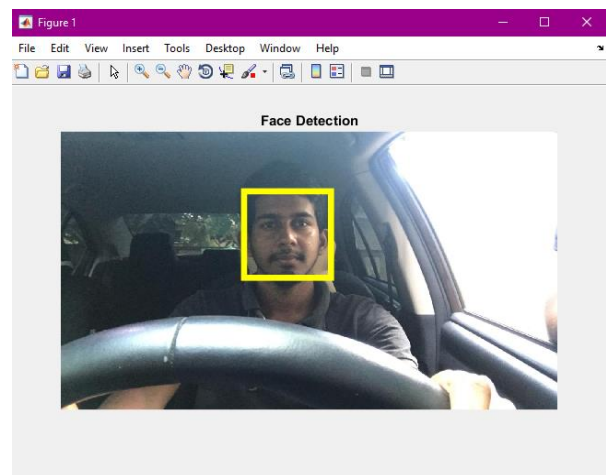 Figure 1
File Edit View Insert Tools Desktop Window Help
Face Detection